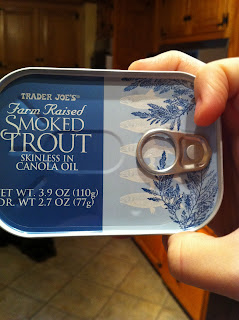 TRADER JOE'S™
Farm Raised
SMOKED
TROUT
SKINLESS IN
CANOLA OIL
NET WT. 3.9 OZ (110g)
DR. WT 2.7 OZ (77g)